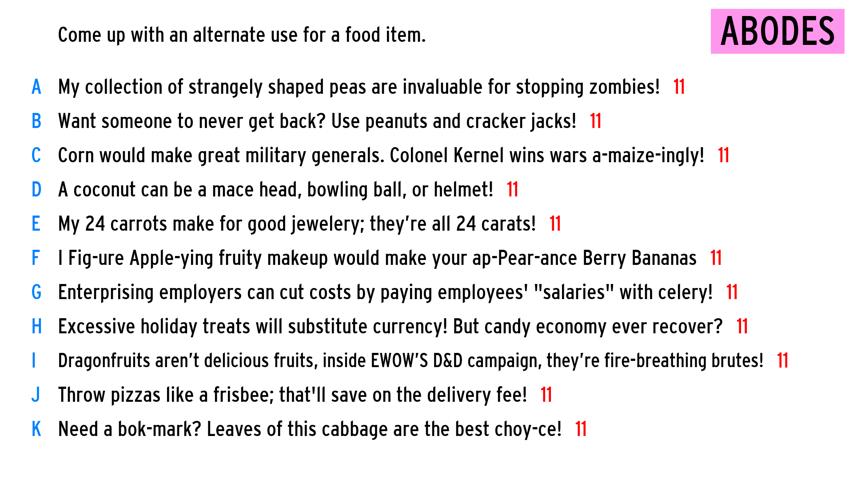 Come up with an alternate use for a food item.
ABODES
A My collection of strangely shaped peas are invaluable for stopping zombies! 11
B Want someone to never get back? Use peanuts and cracker jacks! 11
C Corn would make great military generals. Colonel Kernel wins wars a-maize-ingly! 11
D A coconut can be a mace head, bowling ball, or helmet! 11
E My 24 carrots make for good jewelery; they’re all 24 carats! 11
F I Fig-ure Apple-ying fruity makeup would make your ap-Pear-ance Berry Bananas 11
G Enterprising employers can cut costs by paying employees' "salaries" with celery! 11
H Excessive holiday treats will substitute currency! But candy economy ever recover? 11
I Dragonfruits aren’t delicious fruits, inside EWOW’S D&D campaign, they’re fire-breathing brutes! 11
J Throw pizzas like a frisbee; that'll save on the delivery fee! 11
K Need a bok-mark? Leaves of this cabbage are the best choy-ce! 11